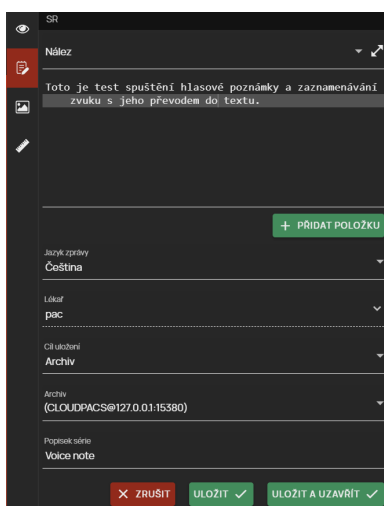 SR
Nález
Toto je test spuštění hlasové poznámky a zaznamenávání
zvuku s jeho převodem do textu.
+ PŘIDAT POLOŽKU
Jazyk zprávy
Čeština
Lékař
pac
Cíl uložení
Archiv
Archiv
(CLOUDPACS@127.0.0.1:15380)
Popisek série
Voice note
ZRUŠIT ULOŽIT ULOŽIT A UZAVŘÍT